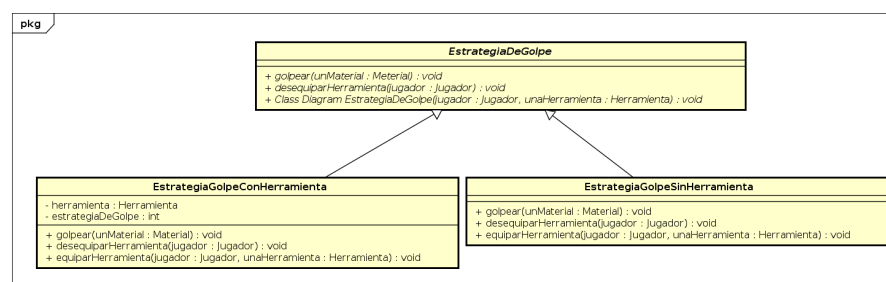 pkg
EstrategiaDeGolpe
+ golpear(unMaterial : Meterial) : void
+ desequiparHerramienta(jugador : Jugador) : void
+ Class Diagram EstrategiaDeGolpe(jugador : Jugador, unaHerramienta : Herramienta) : void
EstrategiaGolpeConHerramienta
- herramienta : Herramienta
- estrategiaDeGolpe : int
+ golpear(unMaterial : Material) : void
+ desequiparHerramienta(jugador : Jugador) : void
+ equiparHerramienta(jugador : Jugador, unaHerramienta : Herramienta) : void
EstrategiaGolpeSinHerramienta
+ golpear(unMaterial : Material) : void
+ desequiparHerramienta(jugador : Jugador) : void
+ equiparHerramienta(jugador : Jugador, unaHerramienta : Herramienta) : void